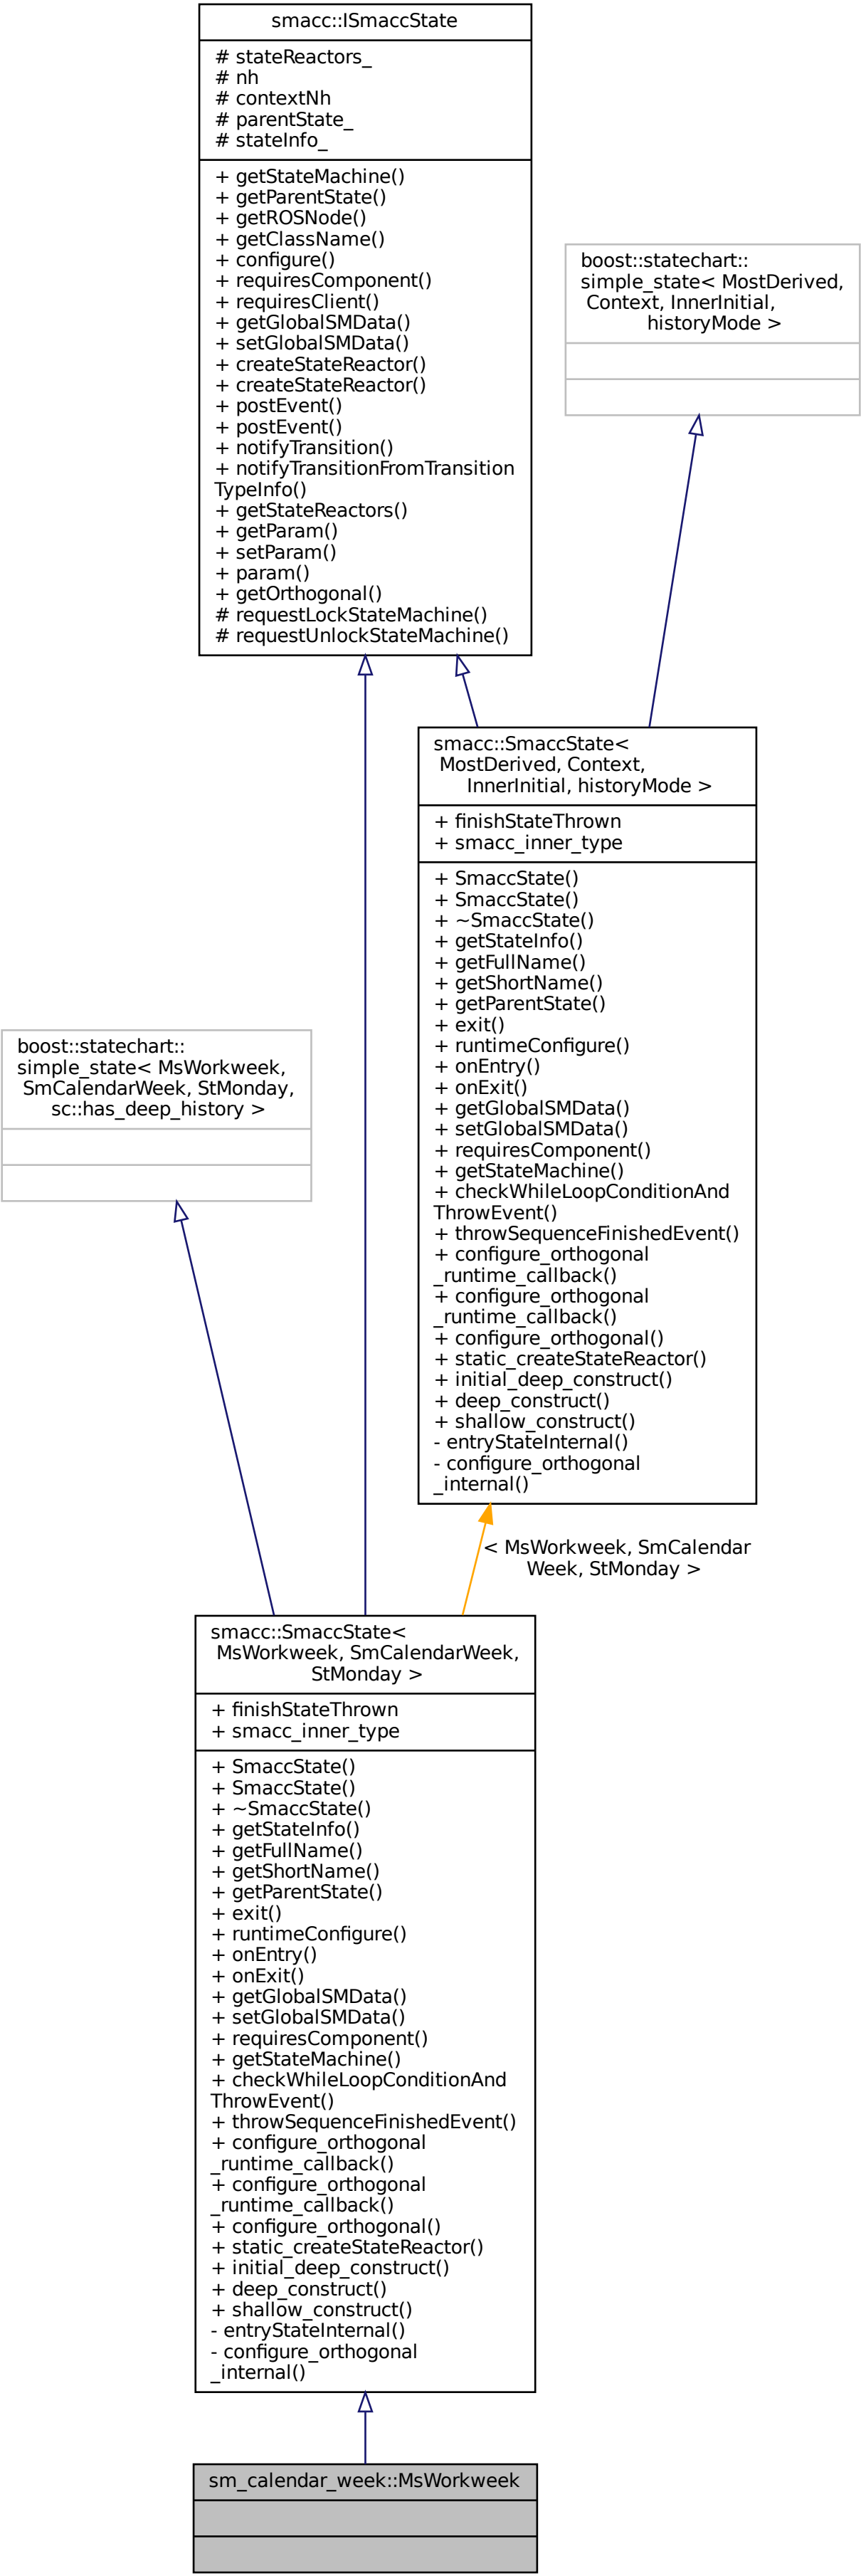 smacc::ISmaccState
# stateReactors_
# nh
# contextNh
# parentState_
# stateInfo_
+ getStateMachine()
+ getParentState()
+ getROSNode()
+ getClassName()
+ configure()
+ requiresComponent()
+ requiresClient()
+ getGlobalSMData()
+ setGlobalSMData()
+ createStateReactor()
+ createStateReactor()
+ postEvent()
+ postEvent()
+ notifyTransition()
+ notifyTransitionFromTransition
TypeInfo()
+ getStateReactors()
+ getParam()
+ setParam()
+ param()
+ getOrthogonal()
# requestLockStateMachine()
# requestUnlockStateMachine()
boost::statechart::
simple_state< MostDerived,
Context, InnerInitial,
historyMode >
smacc::SmaccState<
MostDerived, Context,
InnerInitial, historyMode >
+ finishStateThrown
+ smacc_inner_type
+ SmaccState()
+ SmaccState()
+ ~SmaccState()
+ getStateInfo()
+ getFullName()
+ getShortName()
+ getParentState()
+ exit()
+ runtimeConfigure()
+ onEntry()
+ onExit()
+ getGlobalSMData()
+ setGlobalSMData()
+ requiresComponent()
+ getStateMachine()
+ checkWhileLoopConditionAnd
ThrowEvent()
+ throwSequenceFinishedEvent()
+ configure_orthogonal
_runtime_callback()
+ configure_orthogonal
_runtime_callback()
+ configure_orthogonal()
+ static_createStateReactor()
+ initial_deep_construct()
+ deep_construct()
+ shallow_construct()
- entryStateInternal()
- configure_orthogonal
_internal()
boost::statechart::
simple_state< MsWorkweek,
SmCalendarWeek, StMonday,
sc::has_deep_history >
< MsWorkweek, SmCalendar
Week, StMonday >
smacc::SmaccState<
MsWorkweek, SmCalendarWeek,
StMonday >
+ finishStateThrown
+ smacc_inner_type
+ SmaccState()
+ SmaccState()
+ ~SmaccState()
+ getStateInfo()
+ getFullName()
+ getShortName()
+ getParentState()
+ exit()
+ runtimeConfigure()
+ onEntry()
+ onExit()
+ getGlobalSMData()
+ setGlobalSMData()
+ requiresComponent()
+ getStateMachine()
+ checkWhileLoopConditionAnd
ThrowEvent()
+ throwSequenceFinishedEvent()
+ configure_orthogonal
_runtime_callback()
+ configure_orthogonal
_runtime_callback()
+ configure_orthogonal()
+ static_createStateReactor()
+ initial_deep_construct()
+ deep_construct()
+ shallow_construct()
- entryStateInternal()
- configure_orthogonal
_internal()
sm_calendar_week::MsWorkweek